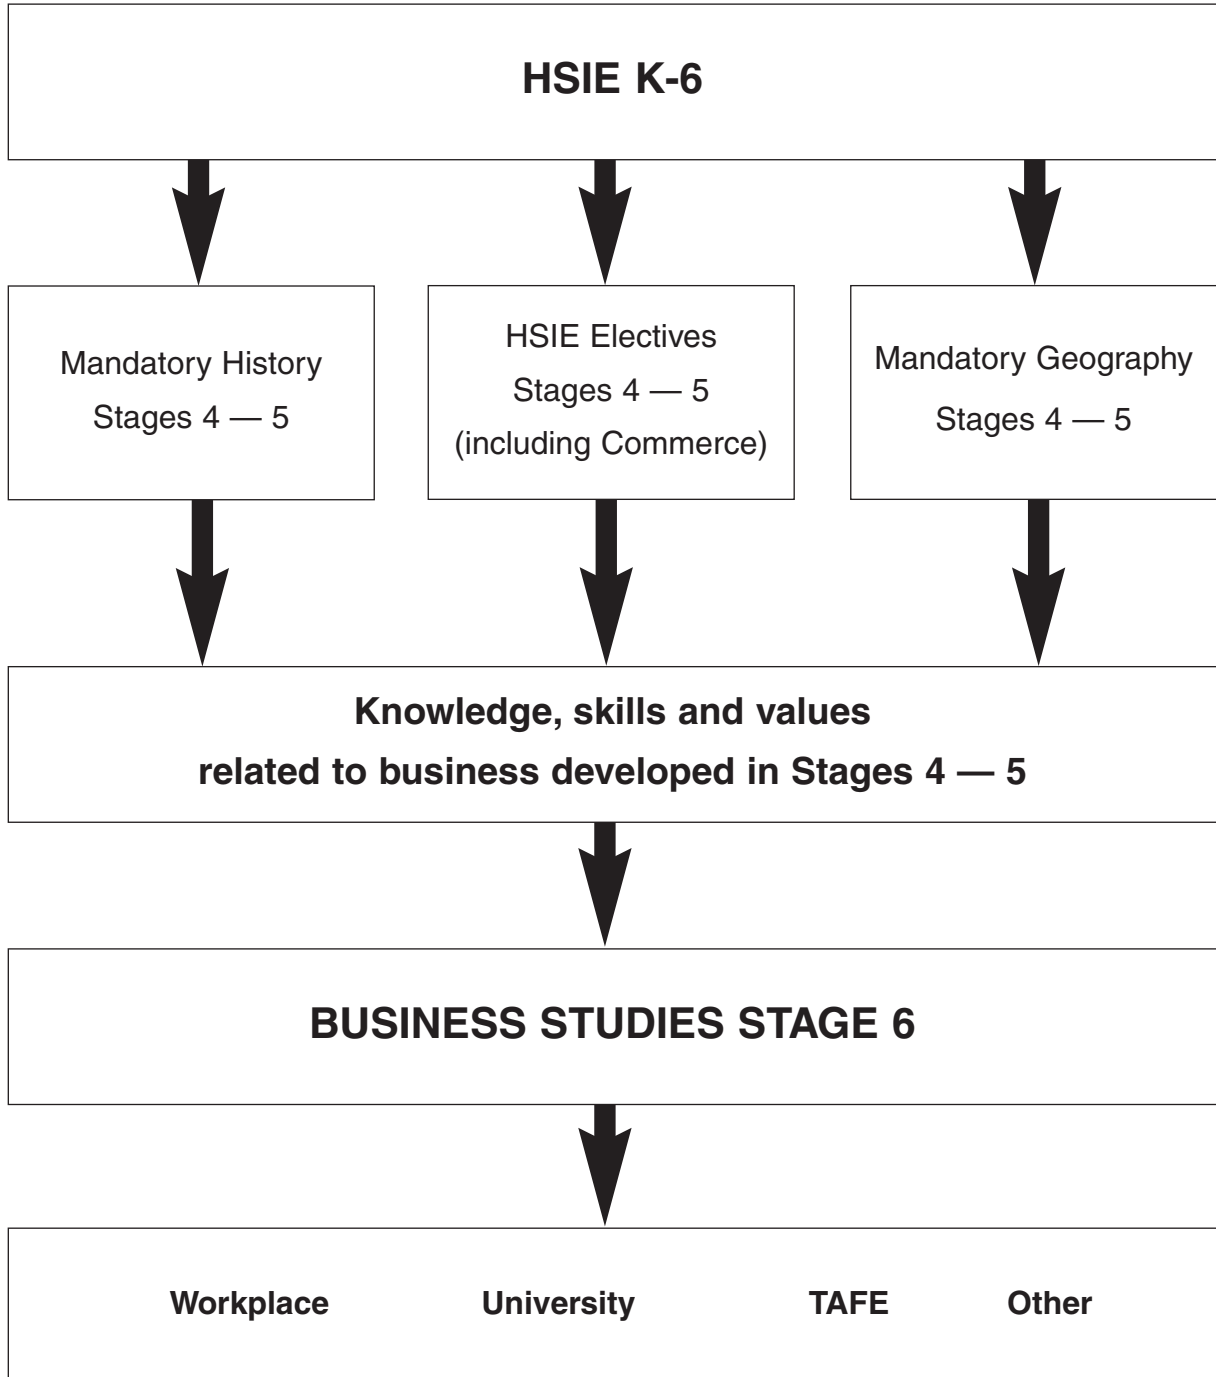 HSIE K-6
Mandatory History
Stages 4 — 5
HSIE Electives
Stages 4 — 5
(including Commerce)
Mandatory Geography
Stages 4 — 5
Knowledge, skills and values
related to business developed in Stages 4 — 5
BUSINESS STUDIES STAGE 6
Workplace University TAFE Other